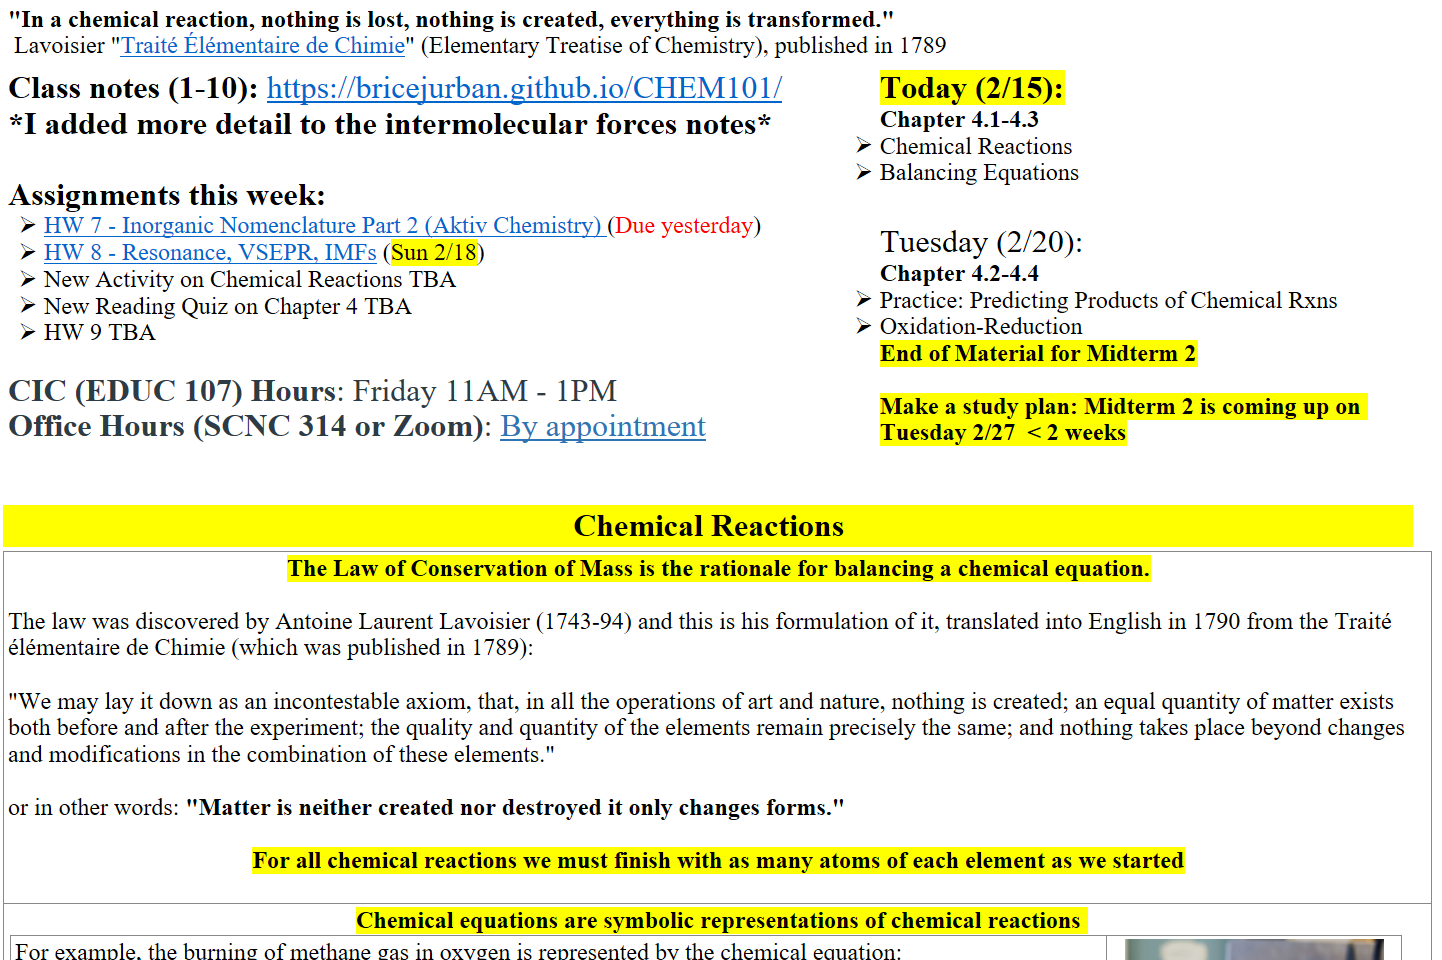 "In a chemical reaction, nothing is lost, nothing is created, everything is transformed."
Lavoisier "Traité Élémentaire de Chimie" (Elementary Treatise of Chemistry), published in 1789
Class notes (1-10): https://bricejurban.github.io/CHEM101/
*I added more detail to the intermolecular forces notes*
Assignments this week:
➢ HW 7 - Inorganic Nomenclature Part 2 (Aktiv Chemistry) (Due yesterday)
➢ HW 8 - Resonance, VSEPR, IMFs (Sun 2/18)
➢ New Activity on Chemical Reactions TBA
➢ New Reading Quiz on Chapter 4 TBA
➢ HW 9 TBA
CIC (EDUC 107) Hours: Friday 11AM - 1PM
Office Hours (SCNC 314 or Zoom): By appointment
Today (2/15):
Chapter 4.1-4.3
➢ Chemical Reactions
➢ Balancing Equations
Tuesday (2/20):
Chapter 4.2-4.4
➢ Practice: Predicting Products of Chemical Rxns
➢ Oxidation-Reduction
End of Material for Midterm 2
Make a study plan: Midterm 2 is coming up on
Tuesday 2/27 < 2 weeks
Chemical Reactions
The Law of Conservation of Mass is the rationale for balancing a chemical equation.
The law was discovered by Antoine Laurent Lavoisier (1743-94) and this is his formulation of it, translated into English in 1790 from the Traité
élémentaire de Chimie (which was published in 1789):
"We may lay it down as an incontestable axiom, that, in all the operations of art and nature, nothing is created; an equal quantity of matter exists
both before and after the experiment; the quality and quantity of the elements remain precisely the same; and nothing takes place beyond changes
and modifications in the combination of these elements."
or in other words: "Matter is neither created nor destroyed it only changes forms."
For all chemical reactions we must finish with as many atoms of each element as we started
Chemical equations are symbolic representations of chemical reactions
For example, the burning of methane gas in oxygen is represented by the chemical equation: